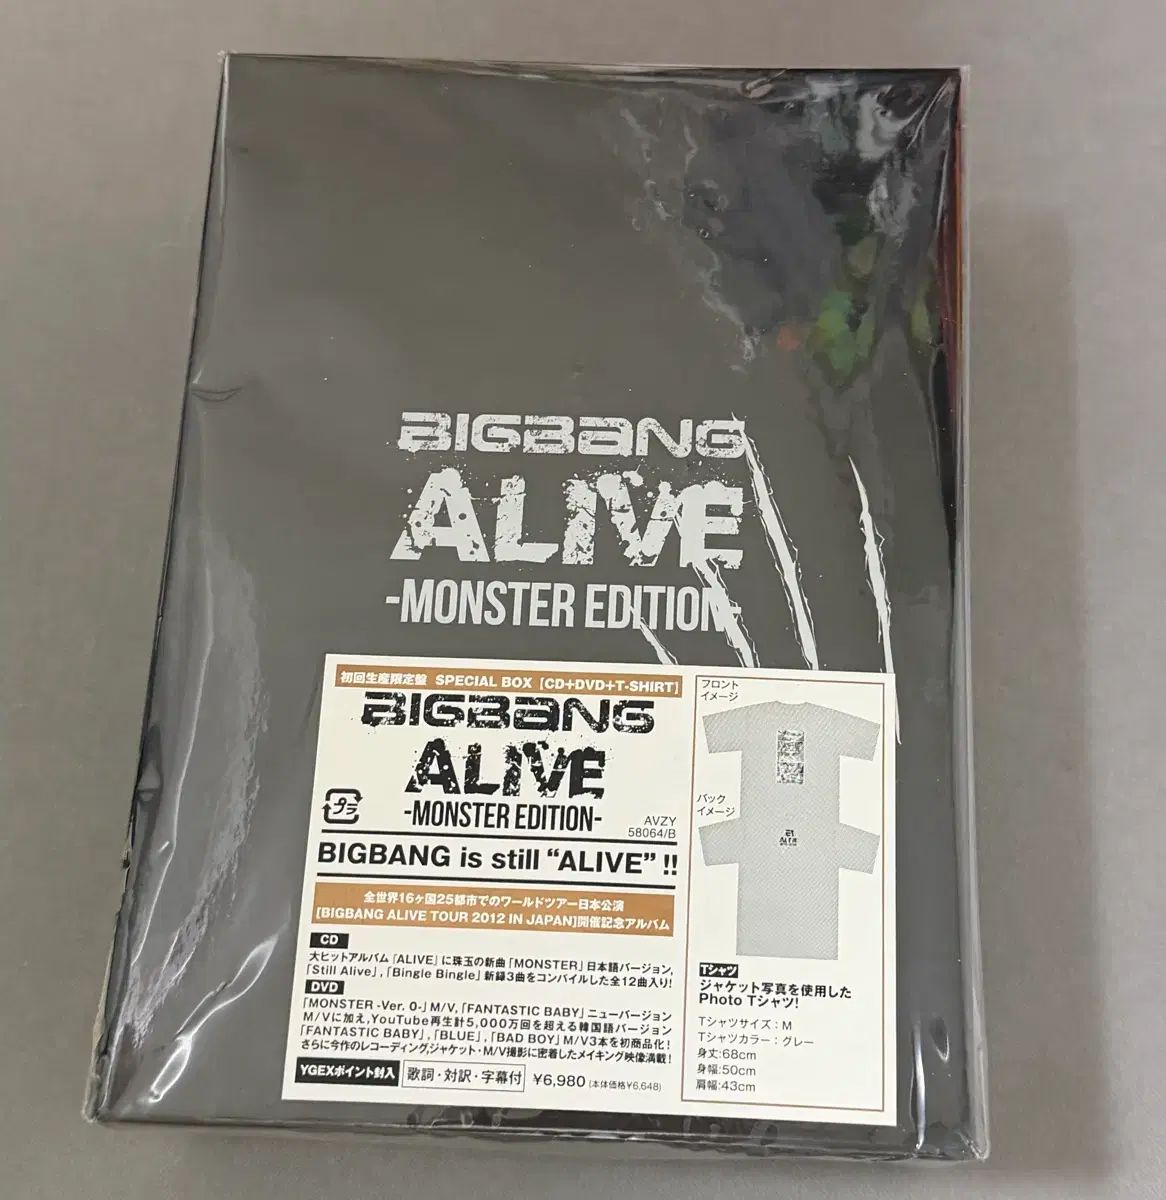 BIGBANG
ALIVE
-MONSTER EDITION-
初回生産限定盤 SPECIAL BOX [CD+DVD+T-SHIRT]
BIGBANG
ALIVE
-MONSTER EDITION-
プラ
AVZY
58064/B
BIGBANG is still “ALIVE” !!
全世界16ヶ国25都市でのワールドツアー日本公演
[BIGBANG ALIVE TOUR 2012 IN JAPAN]開催記念アルバム
CD
大ヒットアルバム「ALIVE」に珠玉の新曲「MONSTER」日本語バージョン,
「Still Alive」,「Bingle Bingle」新録3曲をコンパイルした全12曲入り!
DVD
「MONSTER -Ver. 0-」M/V,「FANTASTIC BABY」ニューバージョン
M/Vに加え,YouTube再生計5,000万回を超える韓国語バージョン
「FANTASTIC BABY」,「BLUE」,「BAD BOY」M/V3本を初商品化!
さらに今作のレコーディング,ジャケット・M/V撮影に密着したメイキング映像満載!
YGEXポイント封入 歌詞・対訳・字幕付 ¥6,980 (本体価格¥6,648)
フロント
イメージ
バック
イメージ
ALIVE
Tシャツ
ジャケット写真を使用した
Photo Tシャツ!
Tシャツサイズ:M
Tシャツカラー:グレー
身丈:68cm
身幅:50cm
肩幅:43cm